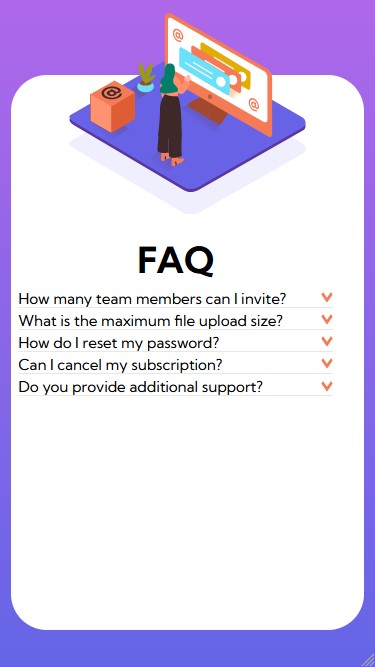 @
@
@
FAQ
How many team members can I invite?
What is the maximum file upload size?
How do I reset my password?
Can I cancel my subscription?
Do you provide additional support?